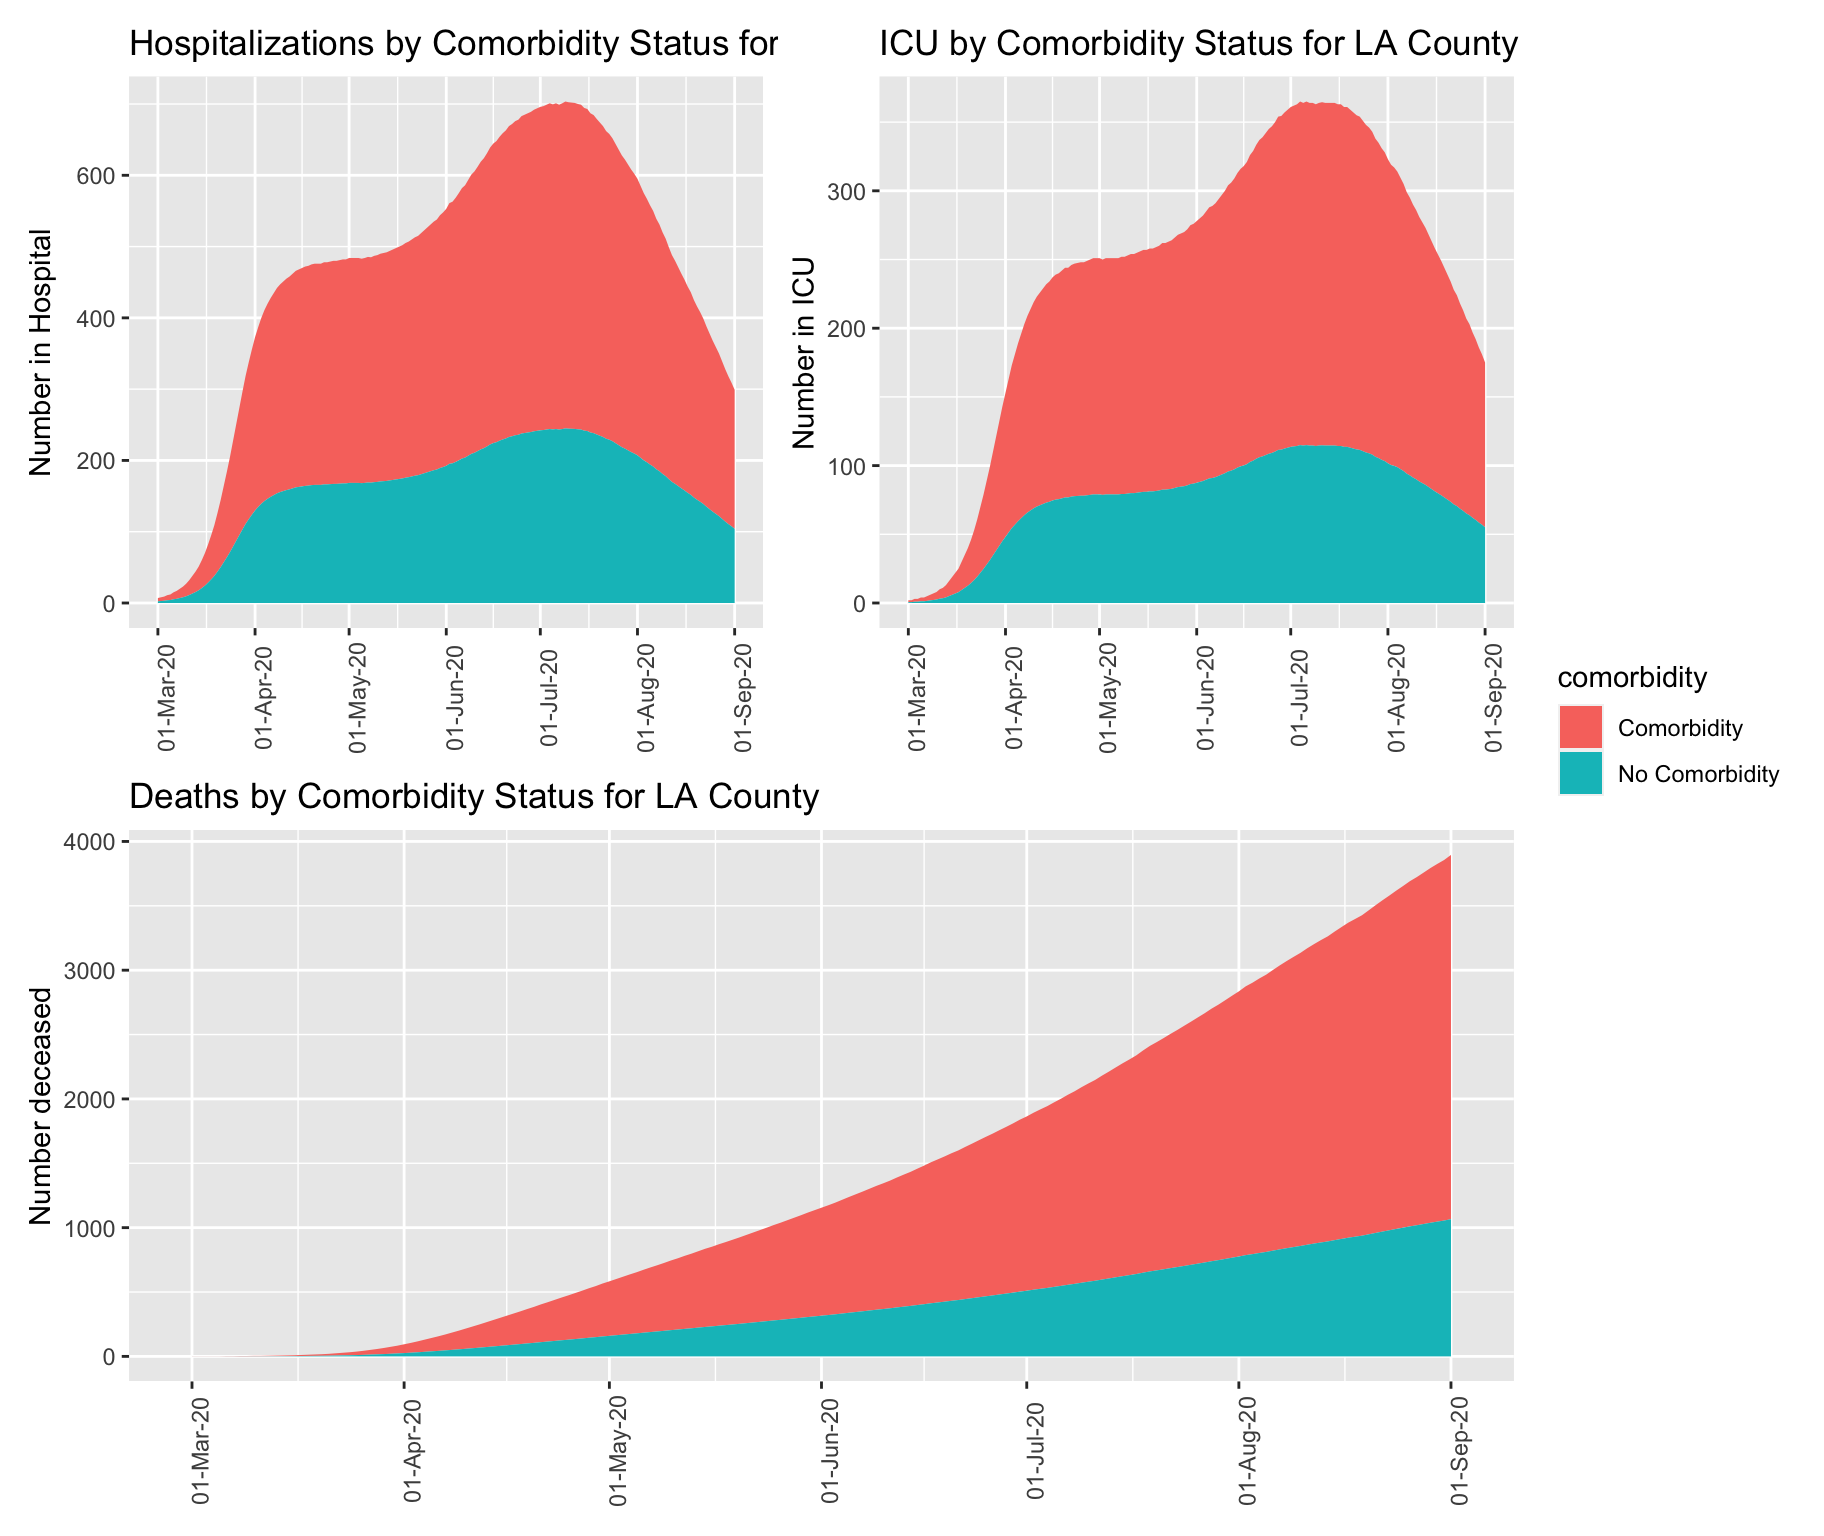 Hospitalizations by Comorbidity Status for
Number in Hospital
600
400
200
0
01-Mar-20
01-Apr-20
01-May-20
01-Jun-20
01-Jul-20
01-Aug-20
01-Sep-20
ICU by Comorbidity Status for LA County
Number in ICU
300
200
100
0
01-Mar-20
01-Apr-20
01-May-20
01-Jun-20
01-Jul-20
01-Aug-20
01-Sep-20
comorbidity
Comorbidity
No Comorbidity
Deaths by Comorbidity Status for LA County
Number deceased
4000
3000
2000
1000
0
01-Mar-20
01-Apr-20
01-May-20
01-Jun-20
01-Jul-20
01-Aug-20
01-Sep-20